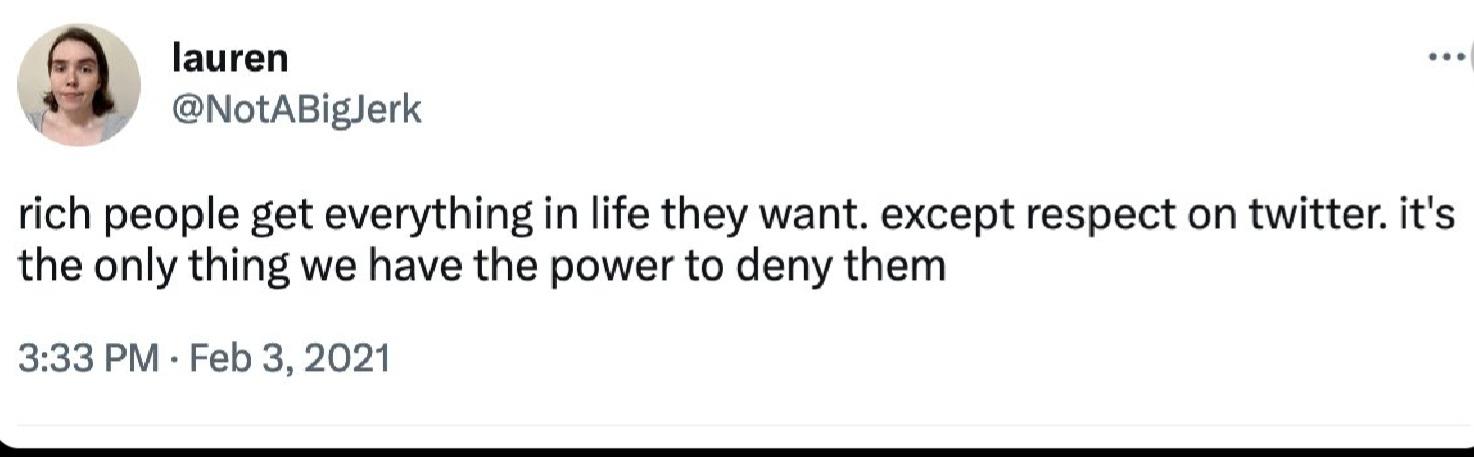 lauren
@NotABigJerk
rich people get everything in life they want. except respect on twitter. it's
the only thing we have the power to deny them
3:33 PM · Feb 3, 2021